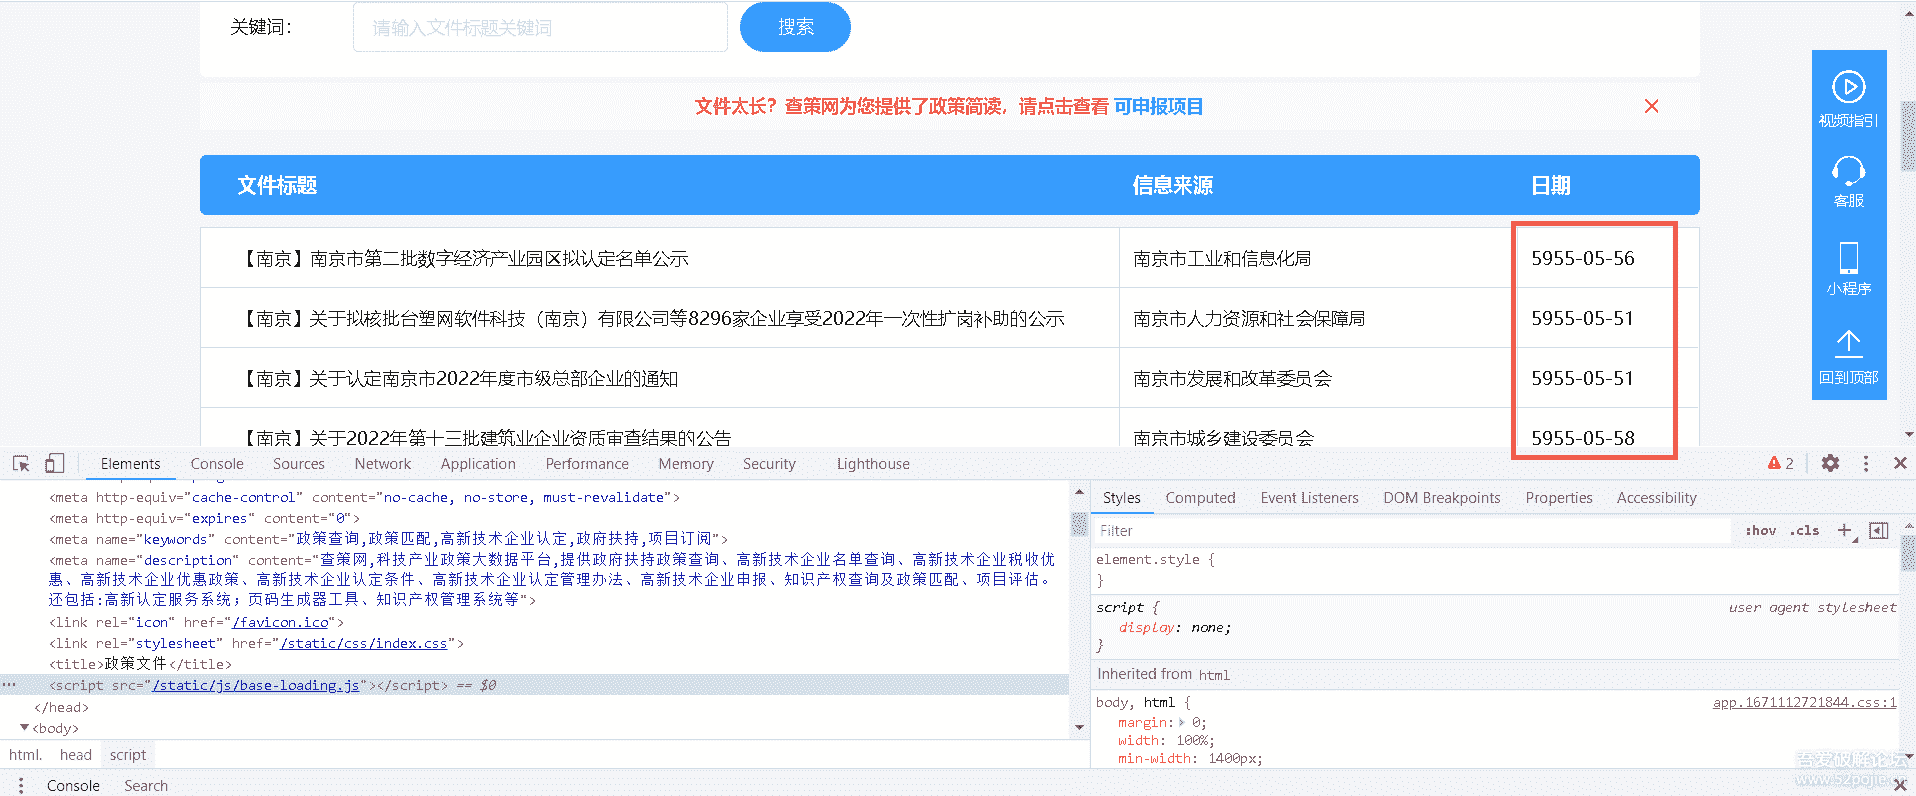 关键词：
请输入文件标题关键词
搜索
文件太长？查策网为您提供了政策简读，请点击查看 可申报项目
文件标题 信息来源 日期
【南京】南京市第二批数字经济产业园区拟认定名单公示 南京市工业和信息化局 5955-05-56
【南京】关于拟核批台塑网软件科技（南京）有限公司等8296家企业享受2022年一次性扩岗补助的公示 南京市人力资源和社会保障局 5955-05-51
【南京】关于认定南京市2022年度市级总部企业的通知 南京市发展和改革委员会 5955-05-51
【南京】关于2022年第十三批建筑业企业资质审查结果的公告 南京市城乡建设委员会 5955-05-58
视频指引
客服
小程序
回到顶部
Elements Console Sources Network Application Performance Memory Security Lighthouse 2
<meta http-equiv="cache-control" content="no-cache, no-store, must-revalidate">
<meta http-equiv="expires" content="0">
<meta name="keywords" content="政策查询,政策匹配,高新技术企业认定,政府扶持,项目订阅">
<meta name="description" content="查策网,科技产业政策大数据平台,提供政府扶持政策查询、高新技术企业名单查询、高新技术企业税收优
惠、高新技术企业优惠政策、高新技术企业认定条件、高新技术企业认定管理办法、高新技术企业申报、知识产权查询及政策匹配、项目评估。
还包括:高新认定服务系统；页码生成器工具、知识产权管理系统等">
<link rel="icon" href="/favicon.ico">
<link rel="stylesheet" href="/static/css/index.css">
<title>政策文件</title>
··· <script src="/static/js/base-loading.js"></script> == $0
</head>
▼<body>
html. head script
Styles Computed Event Listeners DOM Breakpoints Properties Accessibility
Filter :hov .cls +
element.style {
}
script { user agent stylesheet
display: none;
}
Inherited from html
body, html { app.1671112721844.css:1
margin: 0;
width: 100%;
min-width: 1400px;
Console Search
吾爱破解论坛
www.52pojie.cn